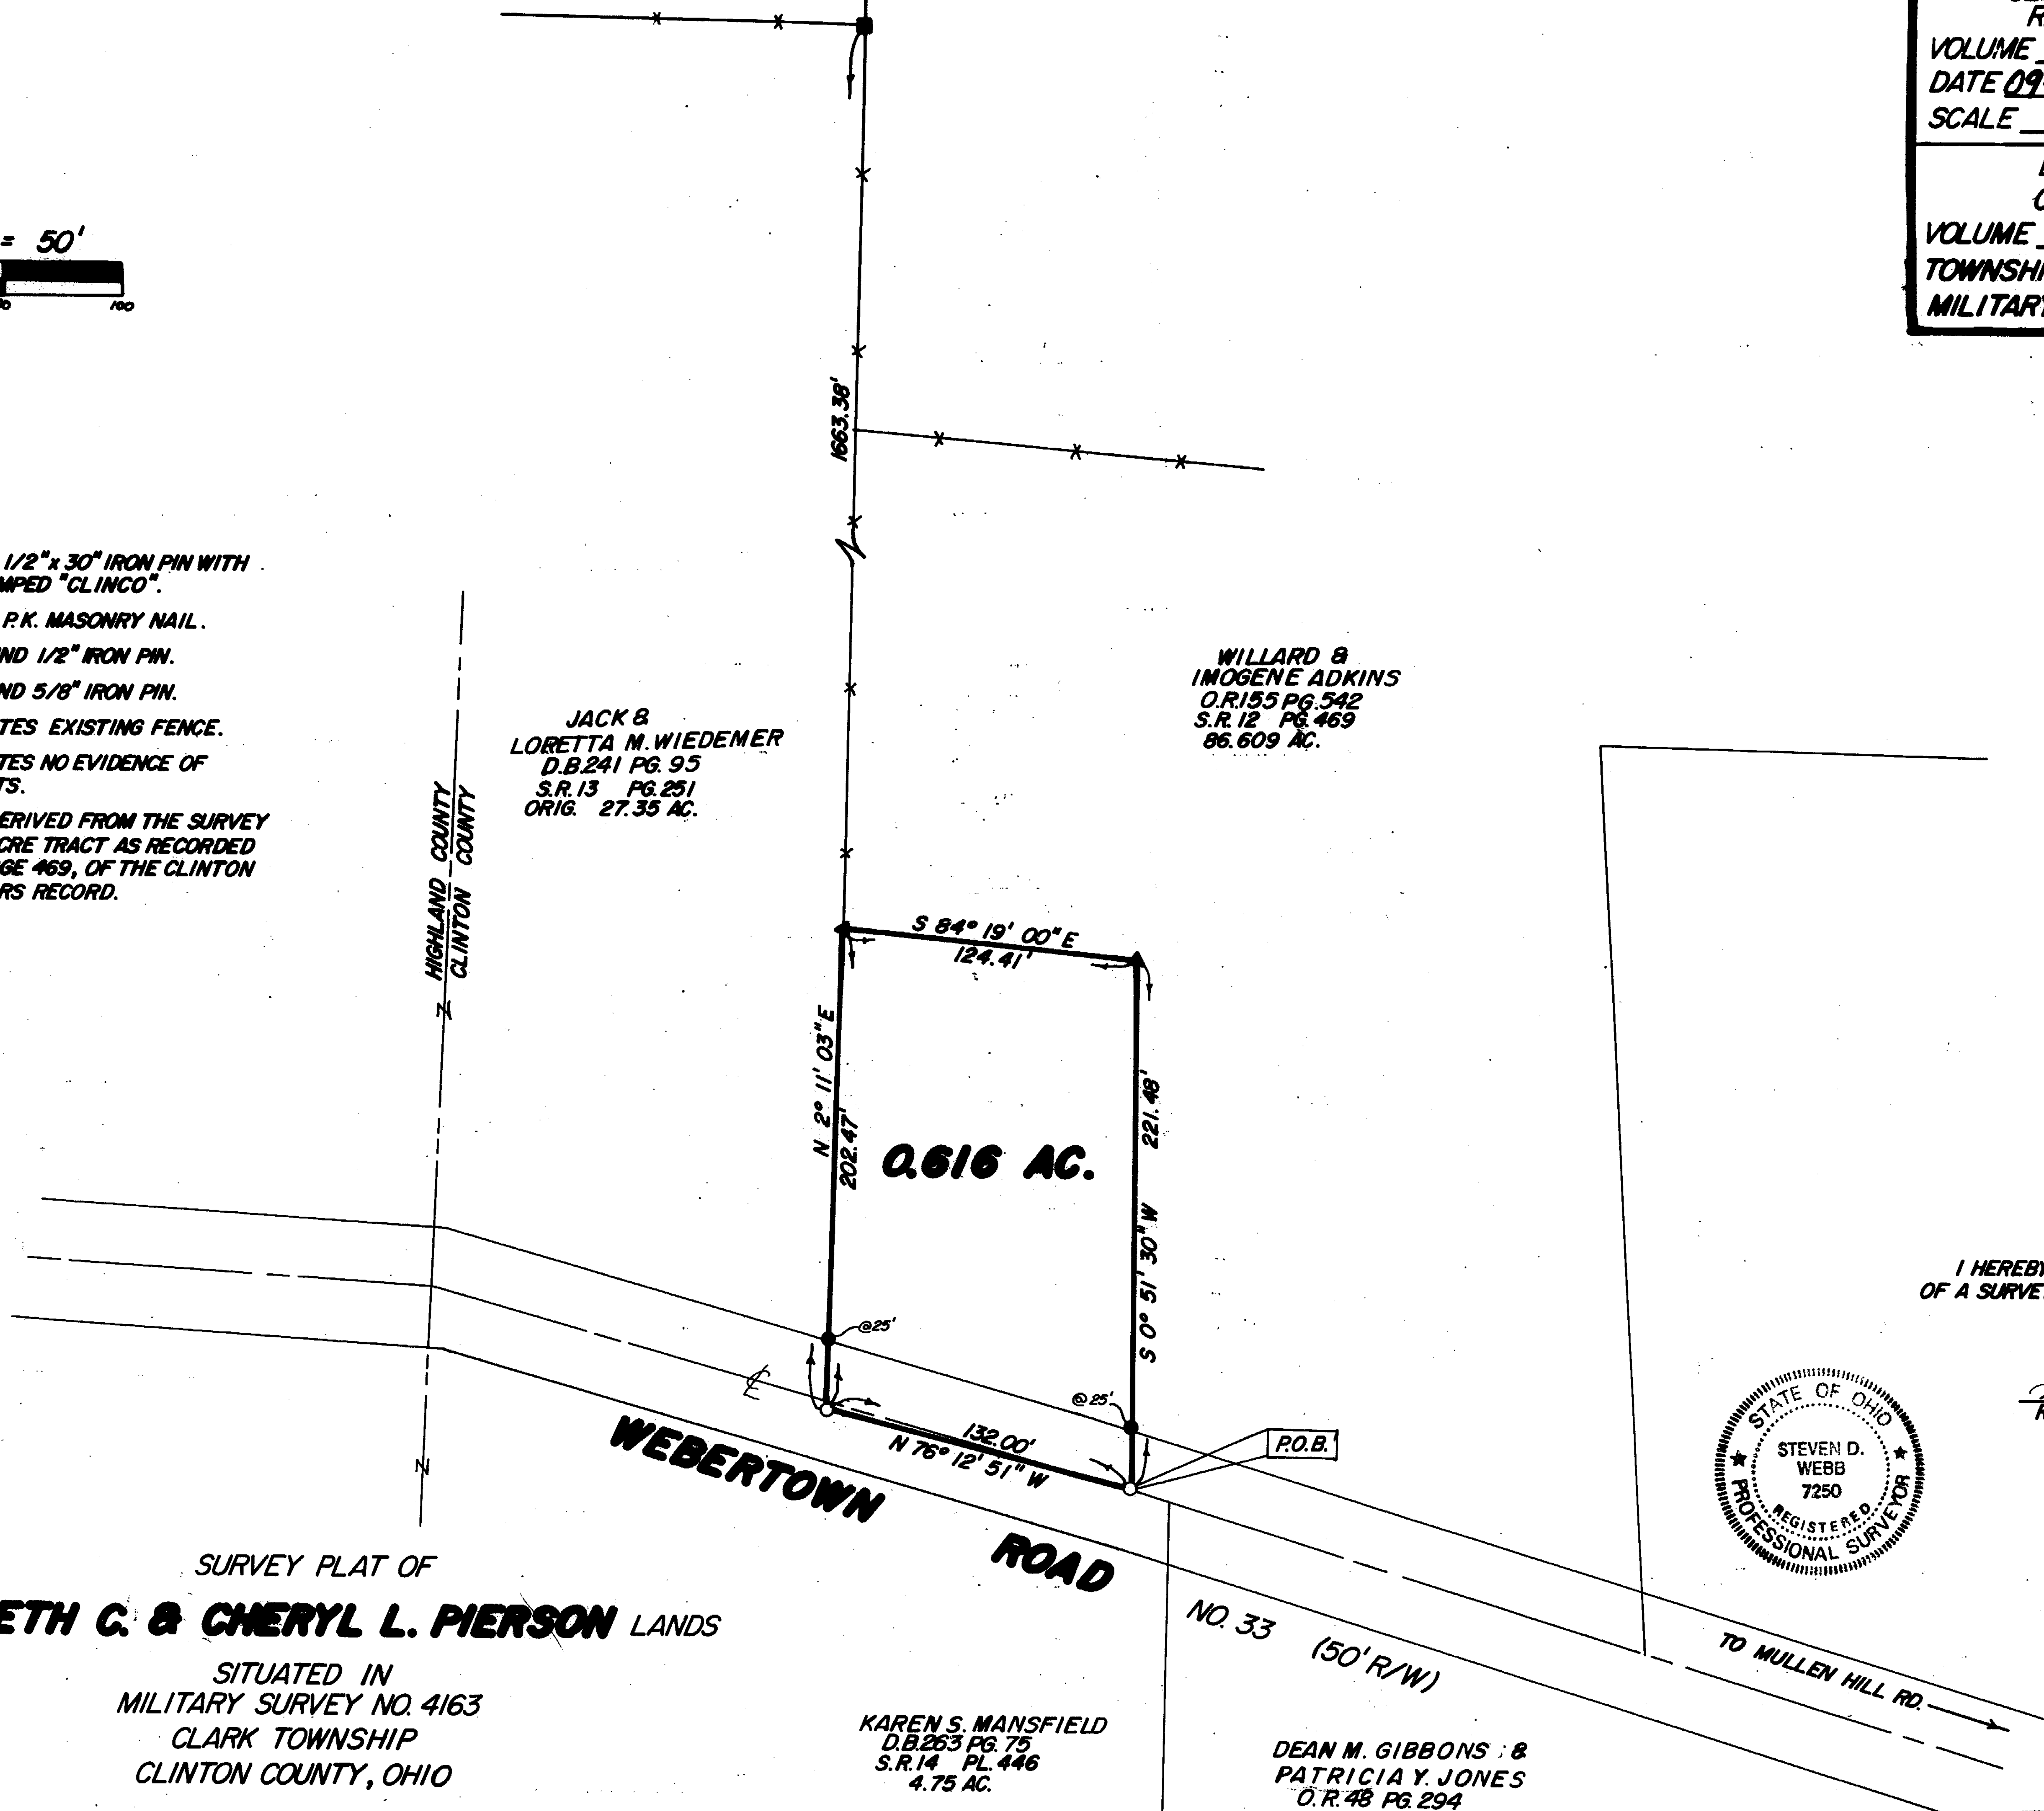 VOLUME
DATE 09
SCALE
VOLUME
TOWNSHI
MILITARY
= 50'
100
1663.38'
1/2" x 30" IRON PIN WITH
MPED "CLINCO".
P.K. MASONRY NAIL.
ND 1/2" IRON PIN.
ND 5/8" IRON PIN.
TES EXISTING FENCE.
TES NO EVIDENCE OF
TS.
ERIVED FROM THE SURVEY
CRE TRACT AS RECORDED
GE 469, OF THE CLINTON
RS RECORD.
HIGHLAND COUNTY
CLINTON COUNTY
JACK &
LORETTA M. WIEDEMER
D.B.241 PG. 95
S.R. 13 PG. 251
ORIG. 27.35 AC.
WILLARD &
IMOGENE ADKINS
O.R.155 PG. 542
S.R. 12 PG. 469
86.609 AC.
S 84° 19' 00" E
124.41'
N 2° 11' 03" E
202.47'
0.616 AC.
221.48'
S 0° 51' 30" W
@25'
@25'
132.00'
N 76° 12' 51" W
P.O.B.
WEBERTOWN ROAD
NO. 33 (50' R/W)
TO MULLEN HILL RD.
I HEREBY
OF A SURVE
STATE OF OHIO
STEVEN D.
WEBB
7250
REGISTERED
PROFESSIONAL SURVEYOR
SURVEY PLAT OF
ETH C. & CHERYL L. PIERSON LANDS
SITUATED IN
MILITARY SURVEY NO. 4163
CLARK TOWNSHIP
CLINTON COUNTY, OHIO
KAREN S. MANSFIELD
D.B.263 PG. 75
S.R.14 PL. 446
4.75 AC.
DEAN M. GIBBONS &
PATRICIA Y. JONES
O.R. 48 PG. 294